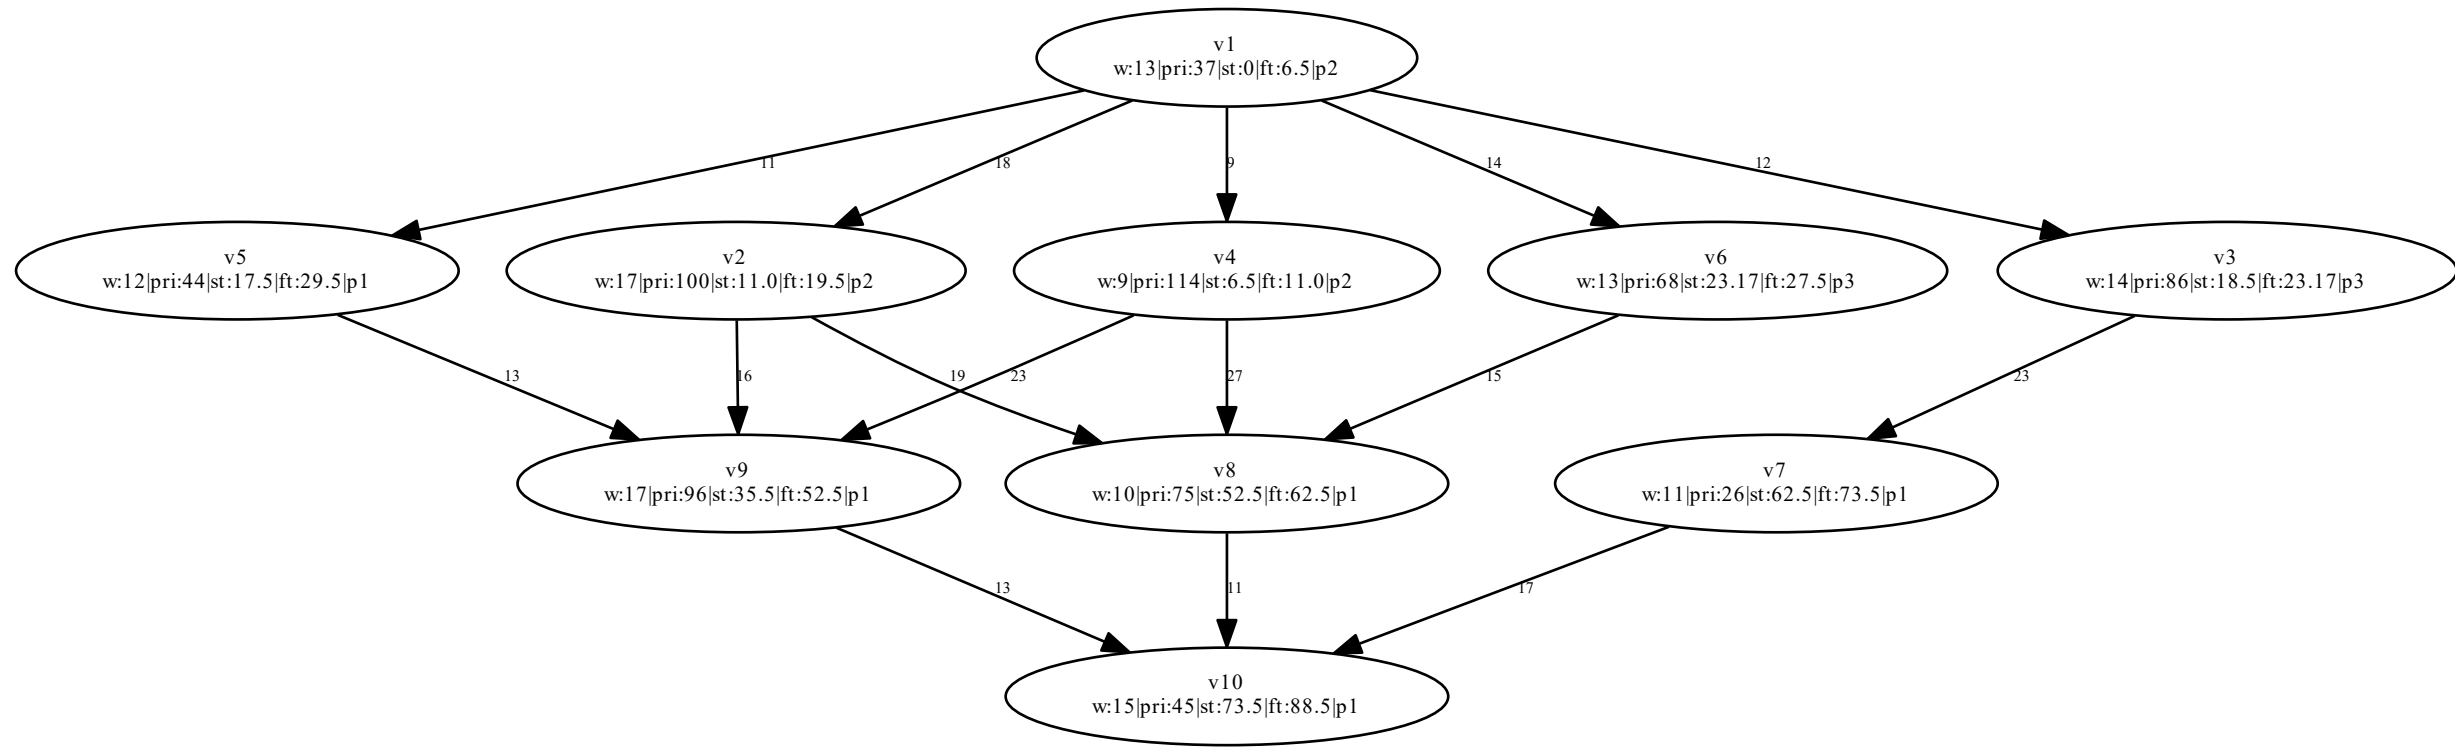 v1
w:13|pri:37|st:0|ft:6.5|p2
11
18
9
14
12
v5
w:12|pri:44|st:17.5|ft:29.5|p1
v2
w:17|pri:100|st:11.0|ft:19.5|p2
v4
w:9|pri:114|st:6.5|ft:11.0|p2
v6
w:13|pri:68|st:23.17|ft:27.5|p3
v3
w:14|pri:86|st:18.5|ft:23.17|p3
13
16
19
23
27
15
23
v9
w:17|pri:96|st:35.5|ft:52.5|p1
v8
w:10|pri:75|st:52.5|ft:62.5|p1
v7
w:11|pri:26|st:62.5|ft:73.5|p1
13
11
17
v10
w:15|pri:45|st:73.5|ft:88.5|p1